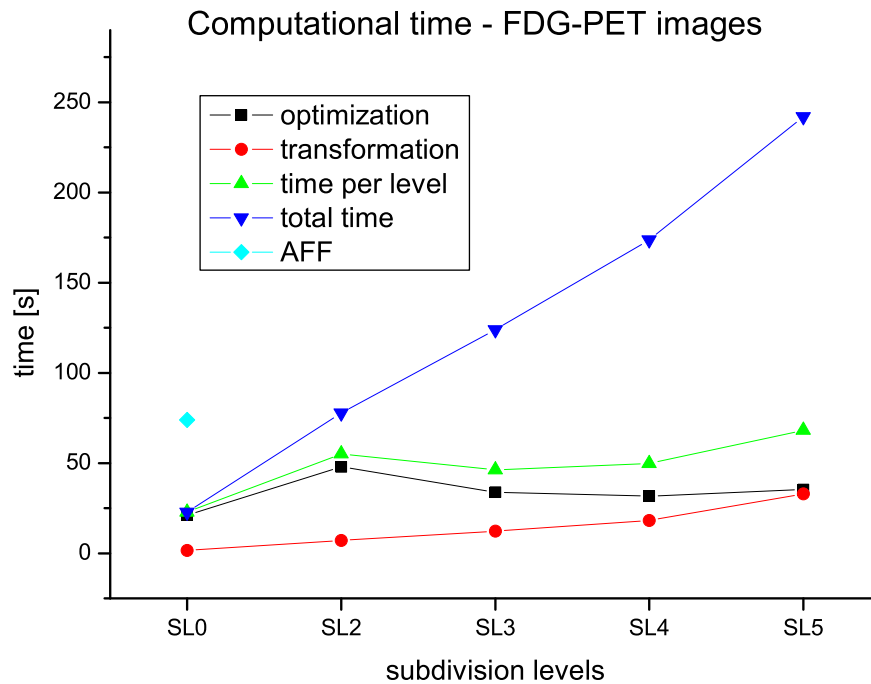 Computational time - FDG-PET images
optimization
transformation
time per level
total time
AFF
time [s]
250
200
150
100
50
0
SL0 SL2 SL3 SL4 SL5
subdivision levels